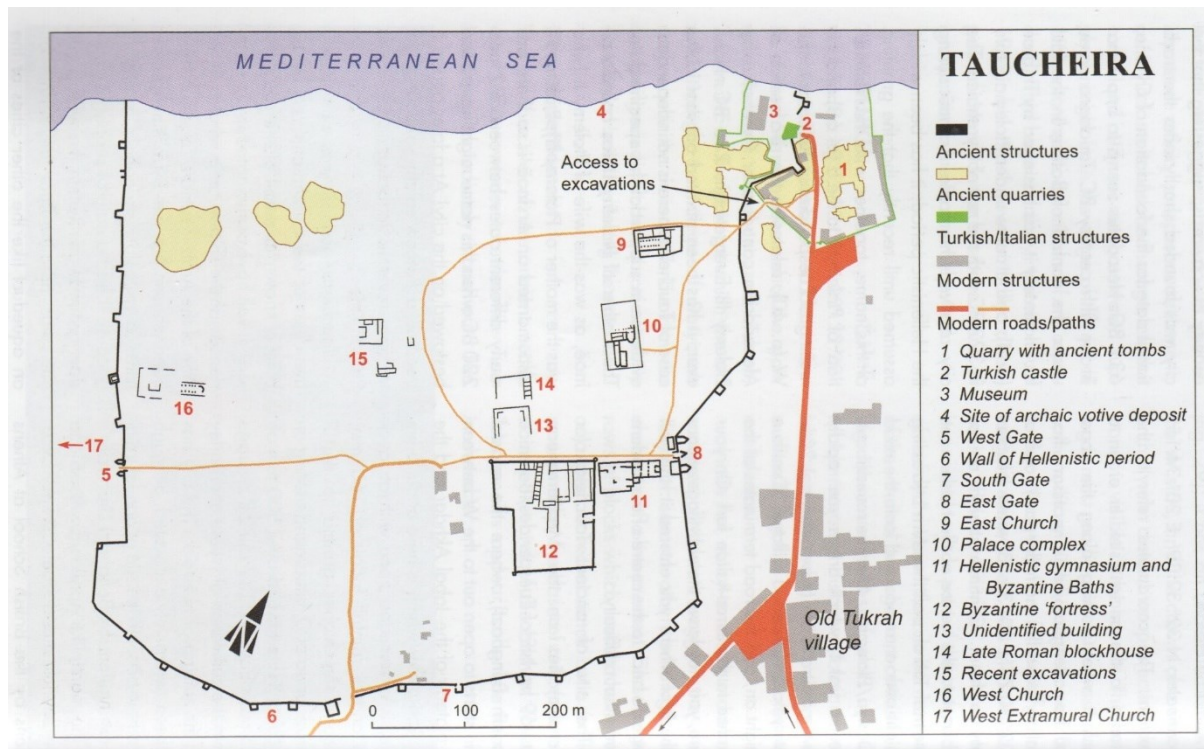 MEDITERRANEAN SEA
4
3
2
1
Access to
excavations
9
10
15
14
13
16
17
5
8
11
12
Old Tukrah
village
7
6
0 100 200 m
TAUCHEIRA
Ancient structures
Ancient quarries
Turkish/Italian structures
Modern structures
Modern roads/paths
1 Quarry with ancient tombs
2 Turkish castle
3 Museum
4 Site of archaic votive deposit
5 West Gate
6 Wall of Hellenistic period
7 South Gate
8 East Gate
9 East Church
10 Palace complex
11 Hellenistic gymnasium and
Byzantine Baths
12 Byzantine ‘fortress’
13 Unidentified building
14 Late Roman blockhouse
15 Recent excavations
16 West Church
17 West Extramural Church